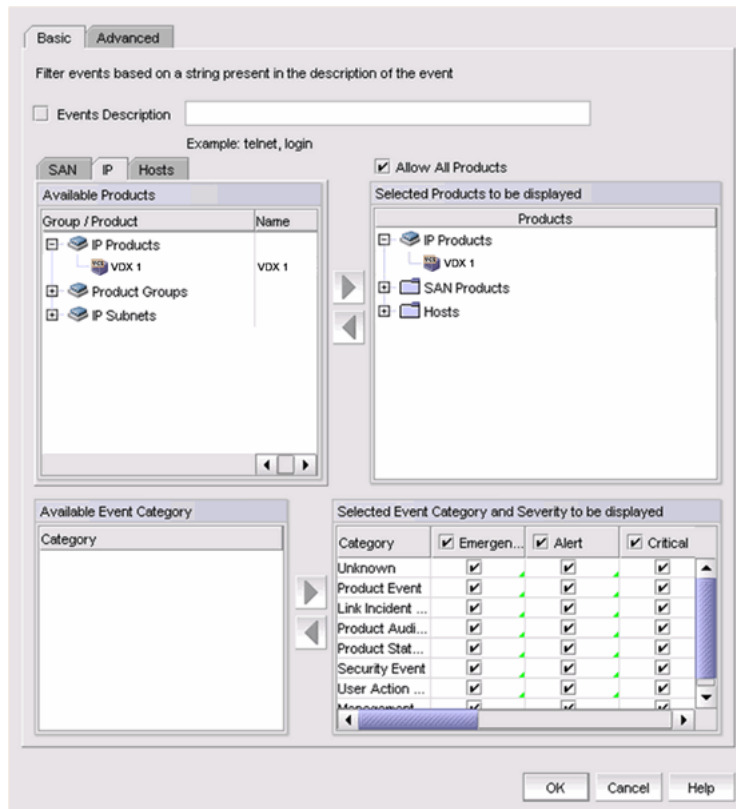 Basic Advanced
Filter events based on a string present in the description of the event
Events Description
Example: telnet, login
SAN IP Hosts
Allow All Products
Available Products
Group / Product Name
IP Products
VDX 1 VDX 1
Product Groups
IP Subnets
Selected Products to be displayed
Products
IP Products
VDX 1
SAN Products
Hosts
Available Event Category
Category
Selected Event Category and Severity to be displayed
Category Emergen... Alert Critical
Unknown
Product Event
Link Incident ...
Product Audi...
Product Stat...
Security Event
User Action ...
Management
OK Cancel Help